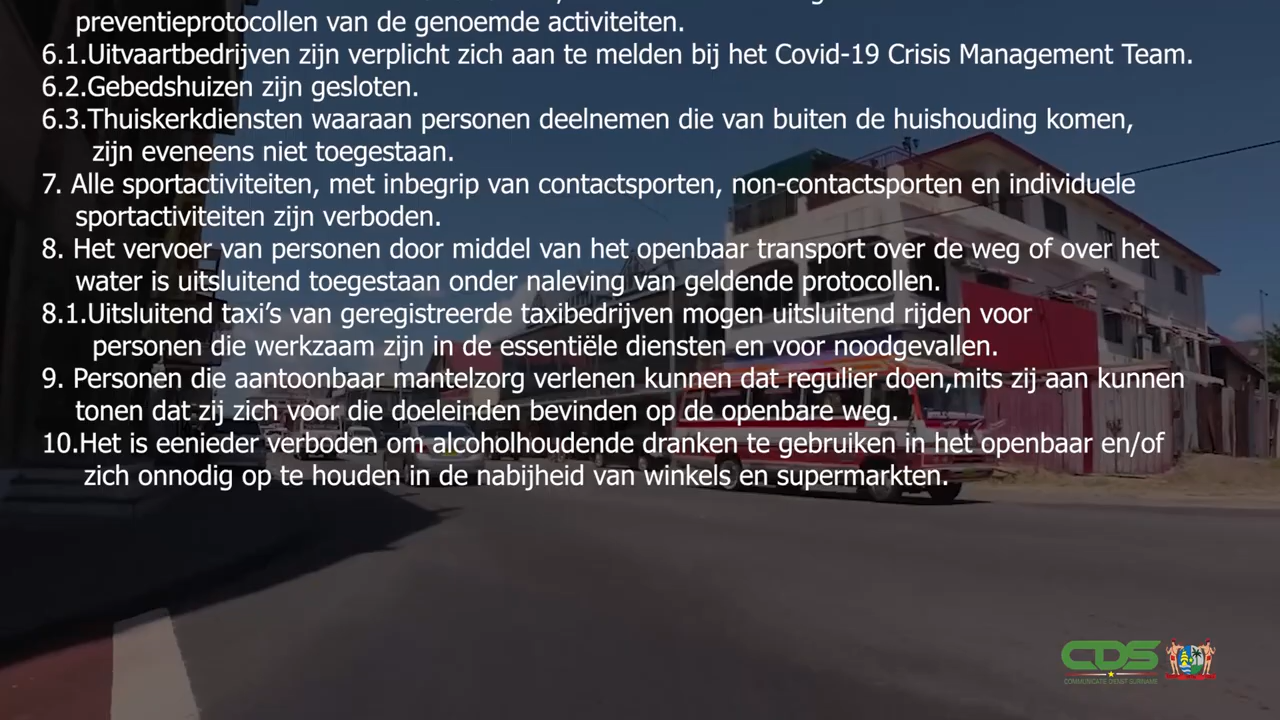 preventieprotocollen van de genoemde activiteiten.
6.1.Uitvaartbedrijven zijn verplicht zich aan te melden bij het Covid-19 Crisis Management Team.
6.2.Gebedshuizen zijn gesloten.
6.3.Thuiskerkdiensten waaraan personen deelnemen die van buiten de huishouding komen,
zijn eveneens niet toegestaan.
7. Alle sportactiviteiten, met inbegrip van contactsporten, non-contactsporten en individuele
sportactiviteiten zijn verboden.
8. Het vervoer van personen door middel van het openbaar transport over de weg of over het
water is uitsluitend toegestaan onder naleving van geldende protocollen.
8.1.Uitsluitend taxi’s van geregistreerde taxibedrijven mogen uitsluitend rijden voor
personen die werkzaam zijn in de essentiële diensten en voor noodgevallen.
9. Personen die aantoonbaar mantelzorg verlenen kunnen dat regulier doen,mits zij aan kunnen
tonen dat zij zich voor die doeleinden bevinden op de openbare weg.
10.Het is eenieder verboden om alcoholhoudende dranken te gebruiken in het openbaar en/of
zich onnodig op te houden in de nabijheid van winkels en supermarkten.
CDS
COMMUNICATIE DIENST SURINAME